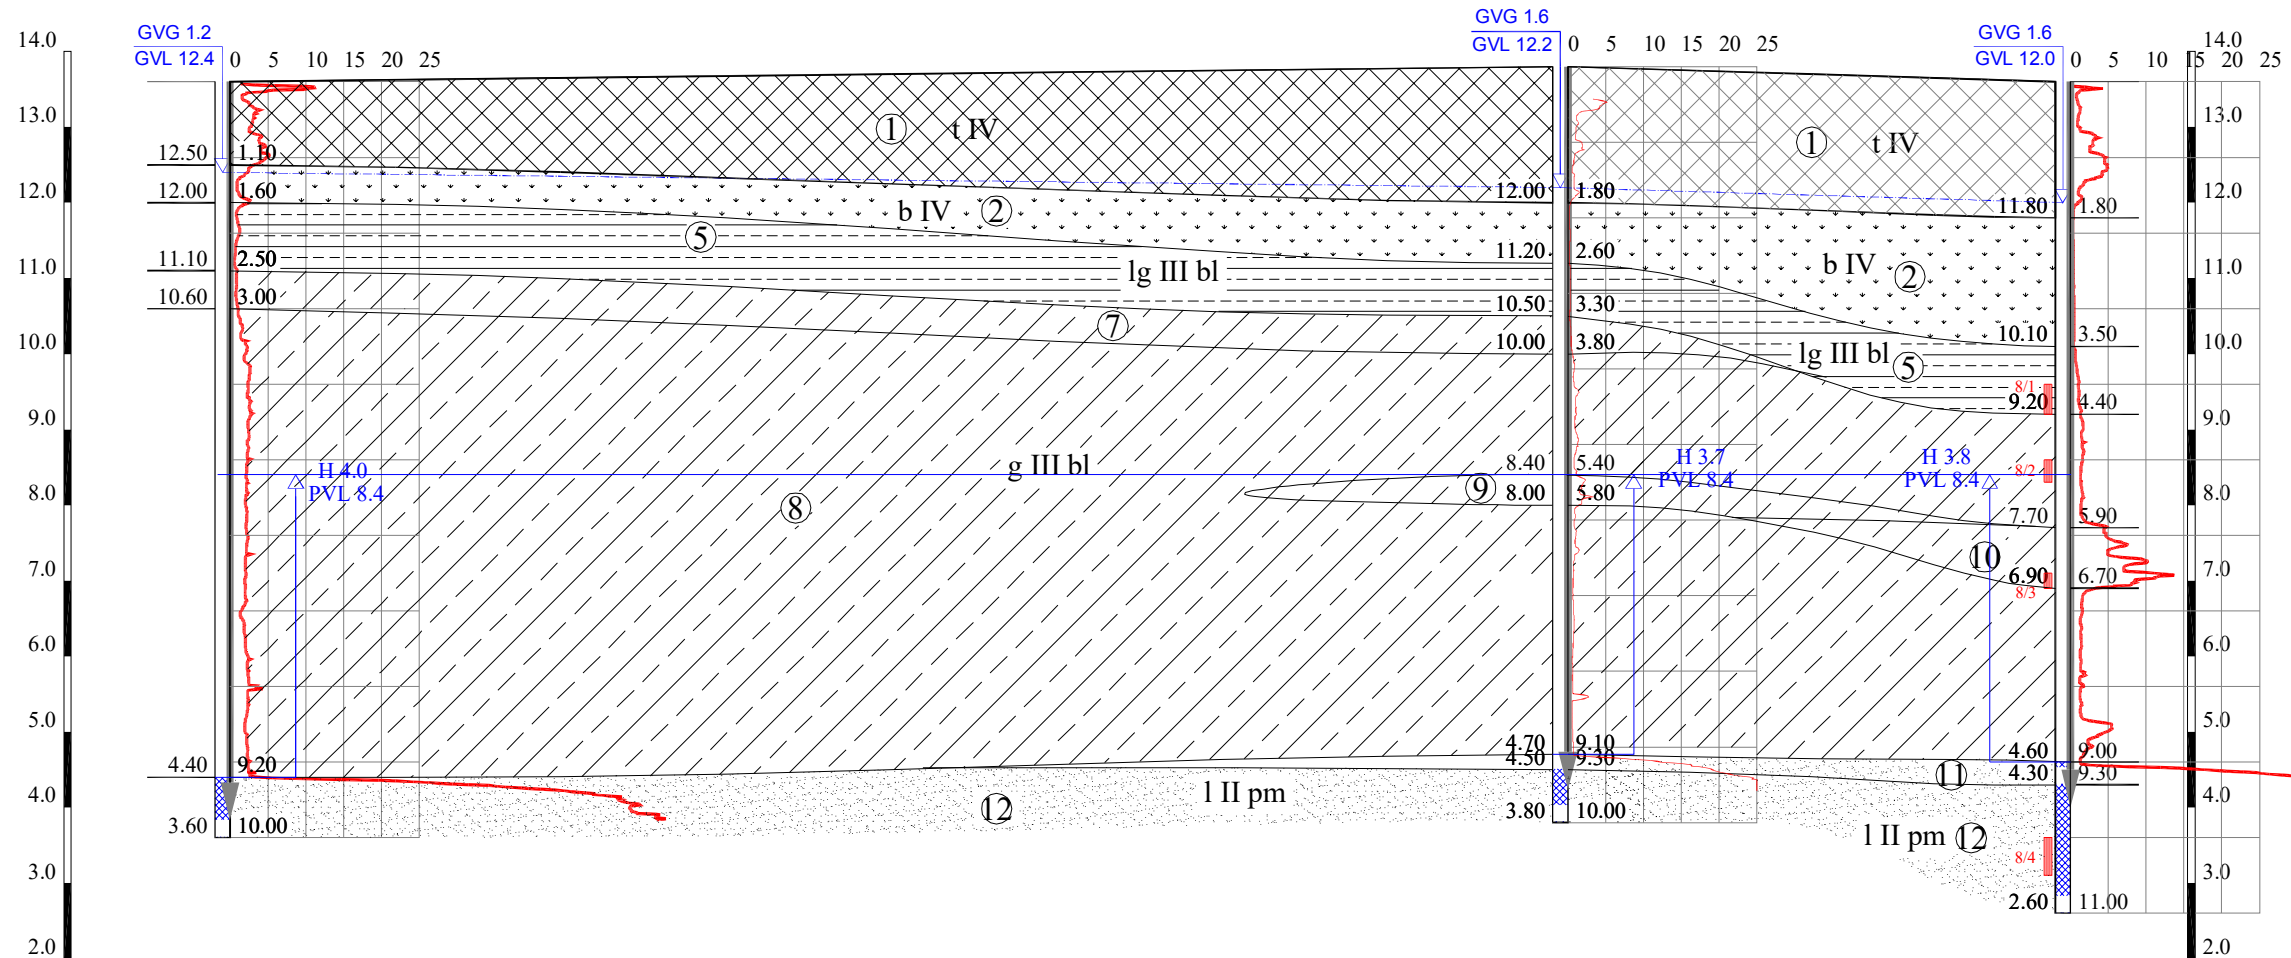 GVG 1.6
GVG 1.2
GVG 1.6
14.0
GVL 12.4
0 5 10 15 20 25
GVL 12.2
0 5 10 15 20 25
GVL 12.0
0 5 10 15 20 25
14.0
13.0
13.0
1 t IV
1 t IV
12.50 1.10
12.0
12.00 1.60
12.00 1.80
12.0
b IV 2
11.80 1.80
5
11.10 2.50
11.20 2.60
11.0
lg III bl
b IV 2
11.0
10.60 3.00
10.50 3.30
7
10.0
10.00 3.80
10.10 3.50
10.0
lg III bl 5
8/1
9.0
9.20 4.40
9.0
g III bl
8.40 5.40
H 4.0
H 3.7
H 3.8
8/2
PVL 8.4
PVL 8.4
PVL 8.4
8.0
9
8.00 5.80
8.0
8
7.70 5.90
10
7.0
6.90 6.70
7.0
8/3
6.0
6.0
5.0
5.0
4.70 9.10
4.60 9.00
4.40 9.20
4.50 9.30
11
4.30 9.30
4.0
l II pm
12
4.0
3.60 10.00
3.80 10.00
l II pm 12
8/4
3.0
3.0
2.60 11.00
2.0
2.0